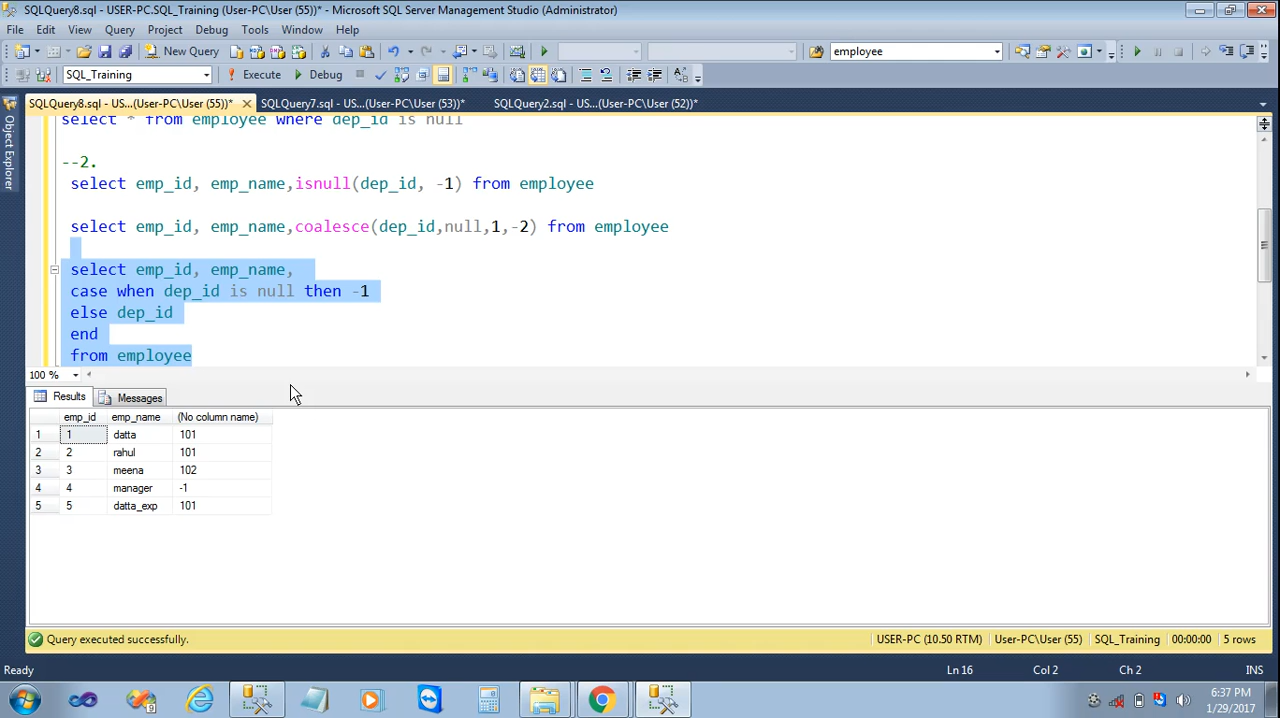 SQLQuery8.sql - USER-PC.SQL_Training (User-PC\User (55))* - Microsoft SQL Server Management Studio (Administrator)
File Edit View Query Project Debug Tools Window Help
New Query employee
SQL_Training Execute Debug
SQLQuery8.sql - US...(User-PC\User (55))* SQLQuery7.sql - US...(User-PC\User (53))* SQLQuery2.sql - US...(User-PC\User (52))*
Object Explorer
select * from employee where dep_id is null
--2.
select emp_id, emp_name,isnull(dep_id, -1) from employee
select emp_id, emp_name,coalesce(dep_id,null,1,-2) from employee
select emp_id, emp_name,
case when dep_id is null then -1
else dep_id
end
from employee
100 %
Results Messages
emp_id emp_name (No column name)
1 1 datta 101
2 2 rahul 101
3 3 meena 102
4 4 manager -1
5 5 datta_exp 101
Query executed successfully. USER-PC (10.50 RTM) User-PC\User (55) SQL_Training 00:00:00 5 rows
Ready Ln 16 Col 2 Ch 2 INS
6:37 PM
1/29/2017